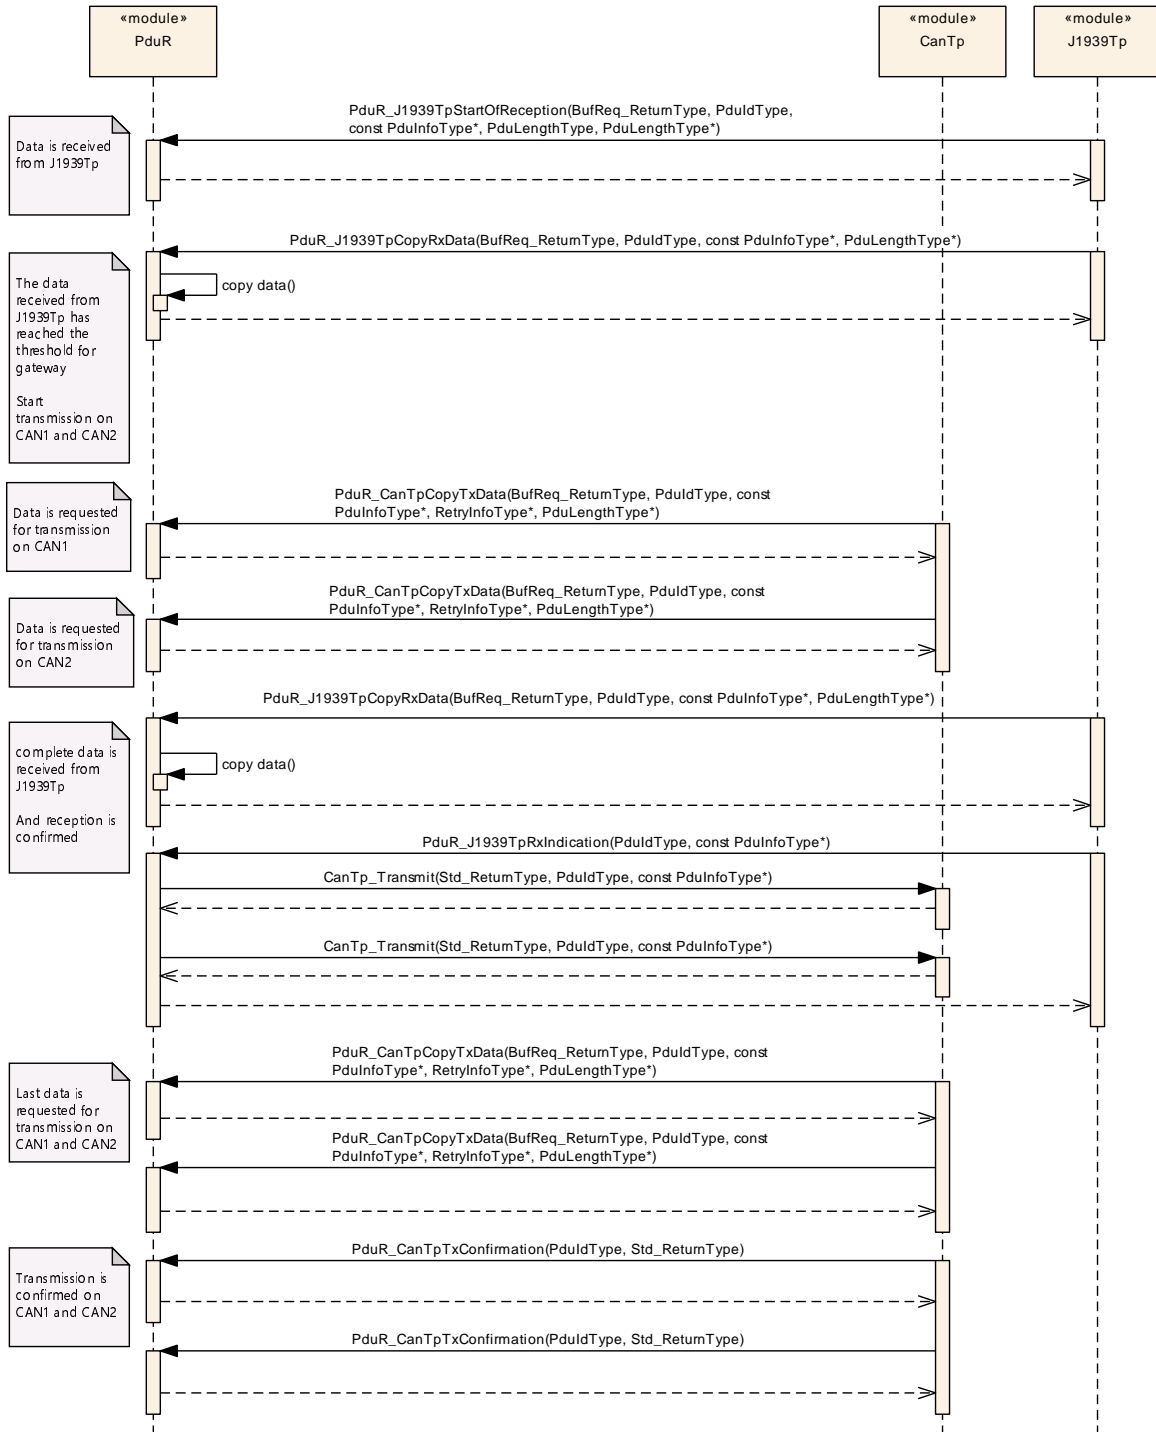 «module»
PduR
«module»
CanTp
«module»
J1939Tp
PduR_J1939TpStartOfReception(BufReq_ReturnType, PduIdType,
const PduInfoType*, PduLengthType, PduLengthType*)
Data is received
from J1939Tp
PduR_J1939TpCopyRxData(BufReq_ReturnType, PduIdType, const PduInfoType*, PduLengthType*)
copy data()
The data
received from
J1939Tp has
reached the
threshold for
gateway
Start
transmission on
CAN1 and CAN2
PduR_CanTpCopyTxData(BufReq_ReturnType, PduIdType, const
PduInfoType*, RetryInfoType*, PduLengthType*)
Data is requested
for transmission
on CAN1
PduR_CanTpCopyTxData(BufReq_ReturnType, PduIdType, const
PduInfoType*, RetryInfoType*, PduLengthType*)
Data is requested
for transmission
on CAN2
PduR_J1939TpCopyRxData(BufReq_ReturnType, PduIdType, const PduInfoType*, PduLengthType*)
copy data()
complete data is
received from
J1939Tp
And reception is
confirmed
PduR_J1939TpRxIndication(PduIdType, const PduInfoType*)
CanTp_Transmit(Std_ReturnType, PduIdType, const PduInfoType*)
CanTp_Transmit(Std_ReturnType, PduIdType, const PduInfoType*)
PduR_CanTpCopyTxData(BufReq_ReturnType, PduIdType, const
PduInfoType*, RetryInfoType*, PduLengthType*)
Last data is
requested for
transmission on
CAN1 and CAN2
PduR_CanTpCopyTxData(BufReq_ReturnType, PduIdType, const
PduInfoType*, RetryInfoType*, PduLengthType*)
PduR_CanTpTxConfirmation(PduIdType, Std_ReturnType)
Transmission is
confirmed on
CAN1 and CAN2
PduR_CanTpTxConfirmation(PduIdType, Std_ReturnType)